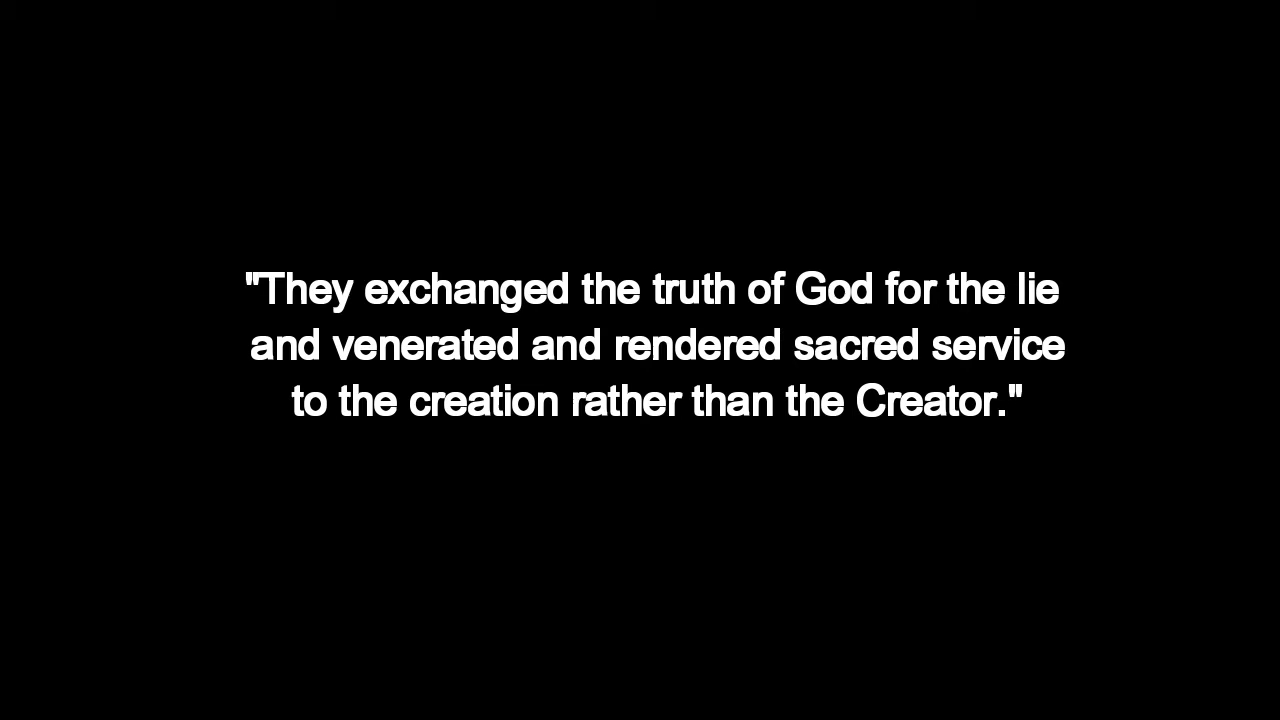 "They exchanged the truth of God for the lie
and venerated and rendered sacred service
to the creation rather than the Creator."